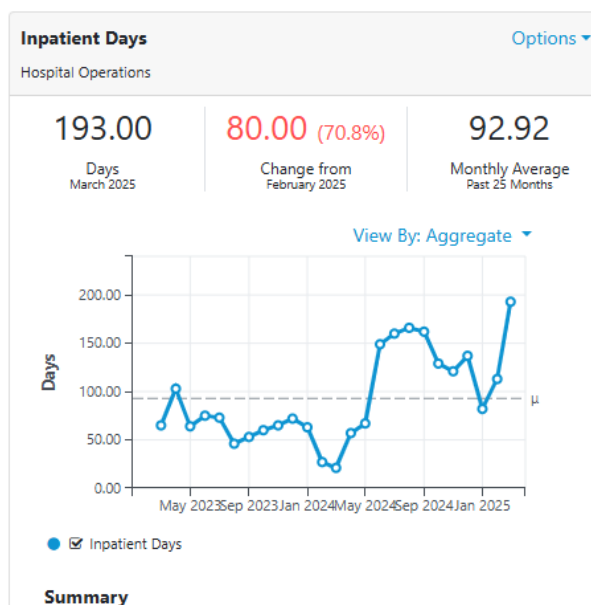 Inpatient Days
Options
Hospital Operations
193.00
Days
March 2025
80.00 (70.8%)
Change from
February 2025
92.92
Monthly Average
Past 25 Months
View By: Aggregate
Days
200.00
150.00
100.00
50.00
0.00
μ
May 2023 Sep 2023 Jan 2024 May 2024 Sep 2024 Jan 2025
Inpatient Days
Summary